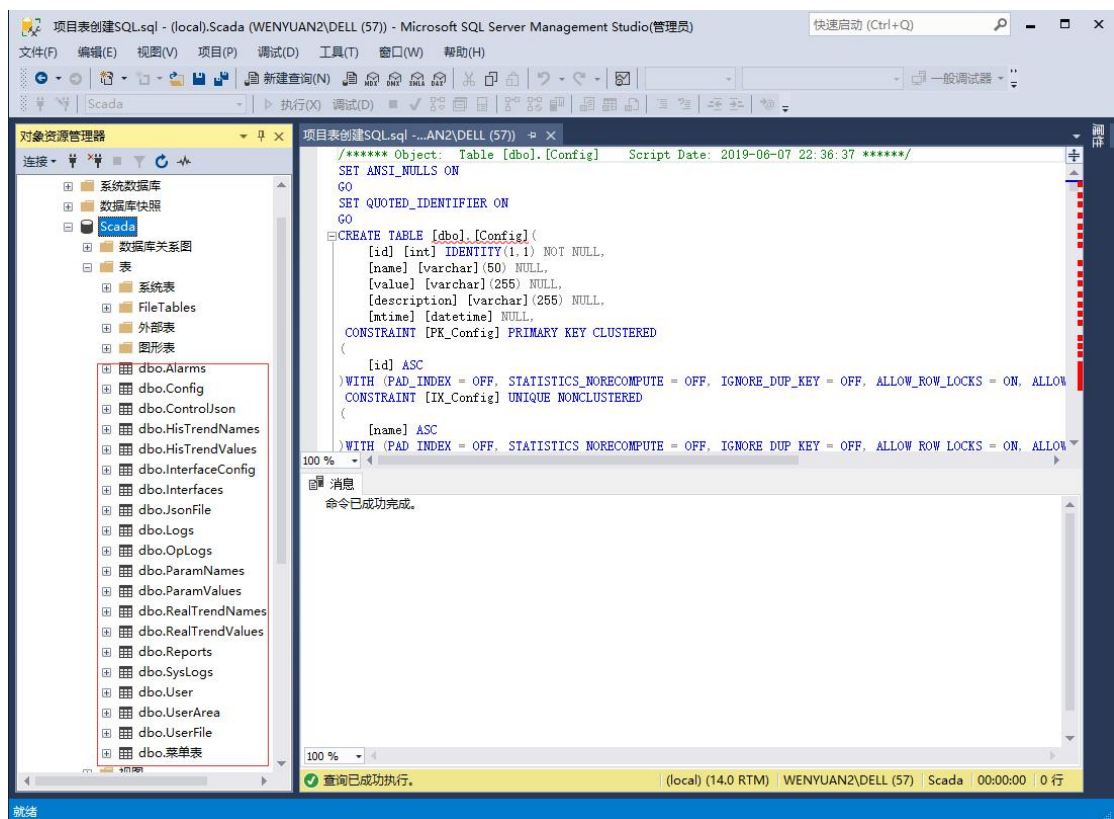 项目表创建SQL.sql - (local).Scada (WENYUAN2\DELL (57)) - Microsoft SQL Server Management Studio(管理员)
快速启动 (Ctrl+Q)
文件(F) 编辑(E) 视图(V) 项目(P) 调试(D) 工具(T) 窗口(W) 帮助(H)
新建查询(N) 一般调试器
Scada 执行(X) 调试(D)
对象资源管理器
连接
系统数据库
数据库快照
Scada
数据库关系图
表
系统表
FileTables
外部表
图形表
dbo.Alarms
dbo.Config
dbo.ControlJson
dbo.HisTrendNames
dbo.HisTrendValues
dbo.InterfaceConfig
dbo.Interfaces
dbo.JsonFile
dbo.Logs
dbo.OpLogs
dbo.ParamNames
dbo.ParamValues
dbo.RealTrendNames
dbo.RealTrendValues
dbo.Reports
dbo.SysLogs
dbo.User
dbo.UserArea
dbo.UserFile
dbo.菜单表
视图
项目表创建SQL.sql -...AN2\DELL (57))
属性
/****** Object:  Table [dbo].[Config]    Script Date: 2019-06-07 22:36:37 ******/
SET ANSI_NULLS ON
GO
SET QUOTED_IDENTIFIER ON
GO
CREATE TABLE [dbo].[Config](
[id] [int] IDENTITY(1,1) NOT NULL,
[name] [varchar](50) NULL,
[value] [varchar](255) NULL,
[description] [varchar](255) NULL,
[mtime] [datetime] NULL,
CONSTRAINT [PK_Config] PRIMARY KEY CLUSTERED
(
[id] ASC
)WITH (PAD_INDEX = OFF, STATISTICS_NORECOMPUTE = OFF, IGNORE_DUP_KEY = OFF, ALLOW_ROW_LOCKS = ON, ALLOW
CONSTRAINT [IX_Config] UNIQUE NONCLUSTERED
(
[name] ASC
)WITH (PAD_INDEX = OFF, STATISTICS_NORECOMPUTE = OFF, IGNORE_DUP_KEY = OFF, ALLOW_ROW_LOCKS = ON, ALLOW
100 %
消息
命令已成功完成。
100 %
查询已成功执行。 (local) (14.0 RTM) WENYUAN2\DELL (57) Scada 00:00:00 0 行
就绪